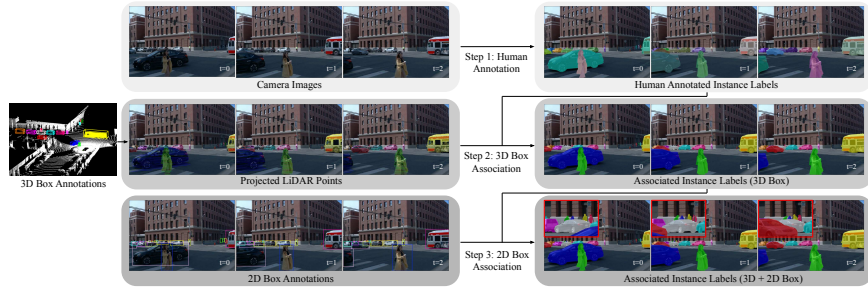 t=0
t=1
t=2
Camera Images
Step 1: Human
Annotation
t=0
t=1
t=2
Human Annotated Instance Labels
3D Box Annotations
t=0
t=1
t=2
Projected LiDAR Points
Step 2: 3D Box
Association
t=0
t=1
t=2
Associated Instance Labels (3D Box)
t=0
t=1
t=2
2D Box Annotations
Step 3: 2D Box
Association
t=0
t=1
t=2
Associated Instance Labels (3D + 2D Box)